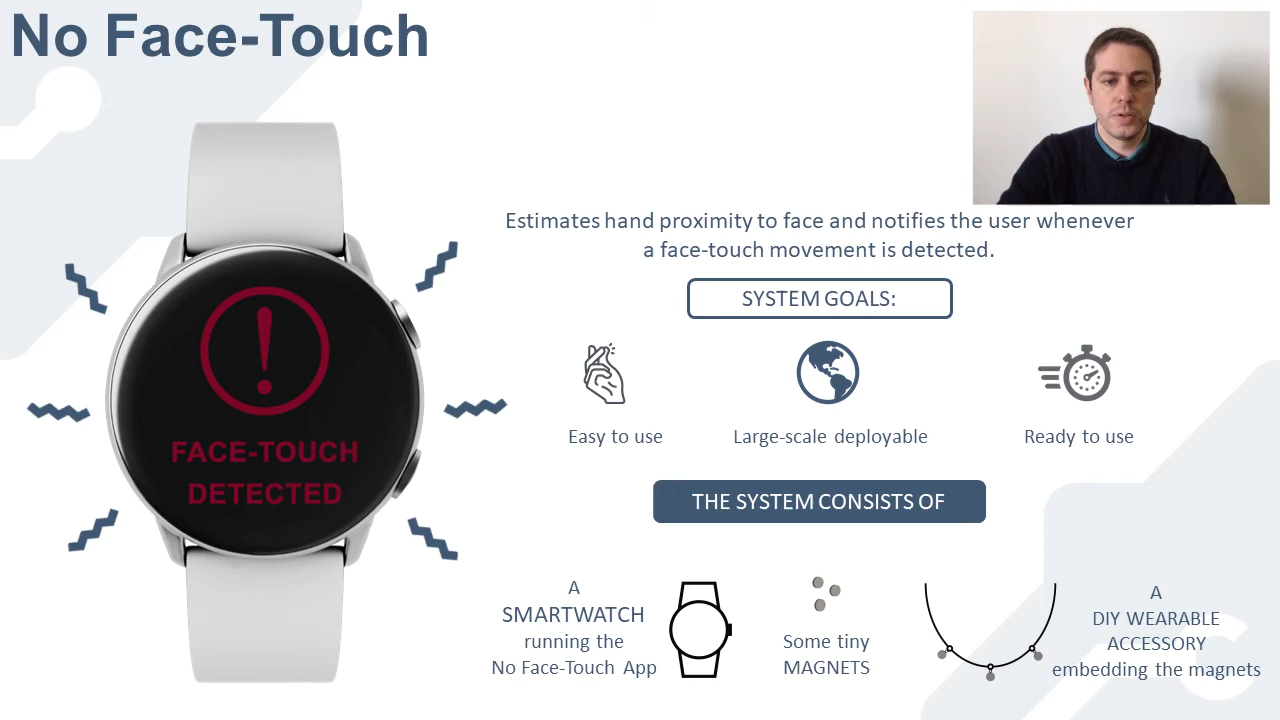 No Face-Touch
FACE-TOUCH
DETECTED
Estimates hand proximity to face and notifies the user whenever
a face-touch movement is detected.
SYSTEM GOALS:
Easy to use
Large-scale deployable
Ready to use
THE SYSTEM CONSISTS OF
A
SMARTWATCH
running the
No Face-Touch App
Some tiny
MAGNETS
A
DIY WEARABLE
ACCESSORY
embedding the magnets